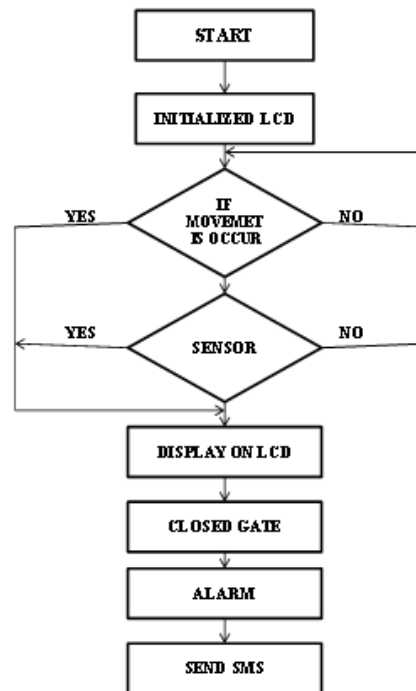 START
INITIALIZED LCD
YES
IF
MOVEMET
IS OCCUR
NO
YES
SENSOR
NO
DISPLAY ON LCD
CLOSED GATE
ALARM
SEND SMS